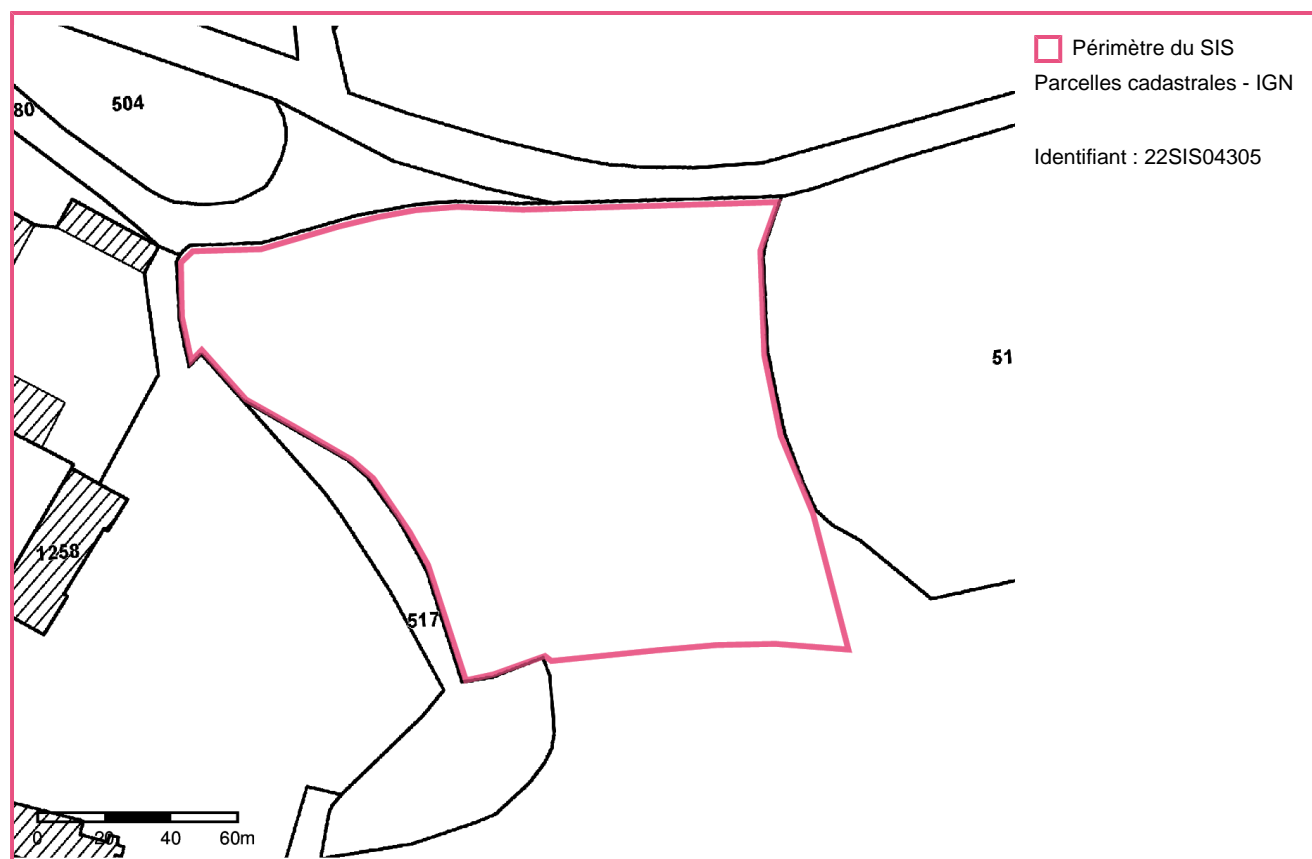 Périmètre du SIS
Parcelles cadastrales - IGN
Identifiant : 22SIS04305
80
504
51
1258
517
0 20 40 60m